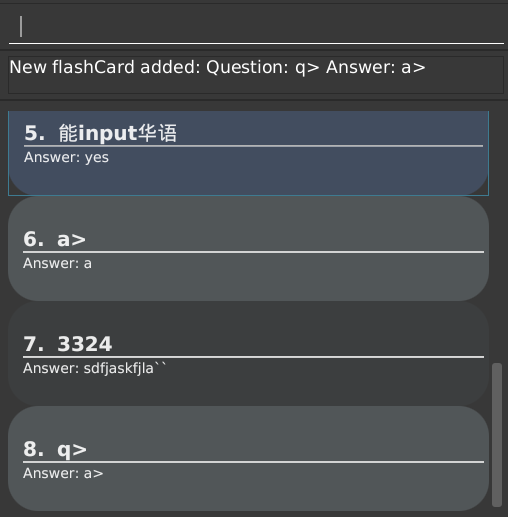 New flashCard added: Question: q> Answer: a>
5. 能input华语
Answer: yes
6. a>
Answer: a
7. 3324
Answer: sdfjaskfjla``
8. q>
Answer: a>